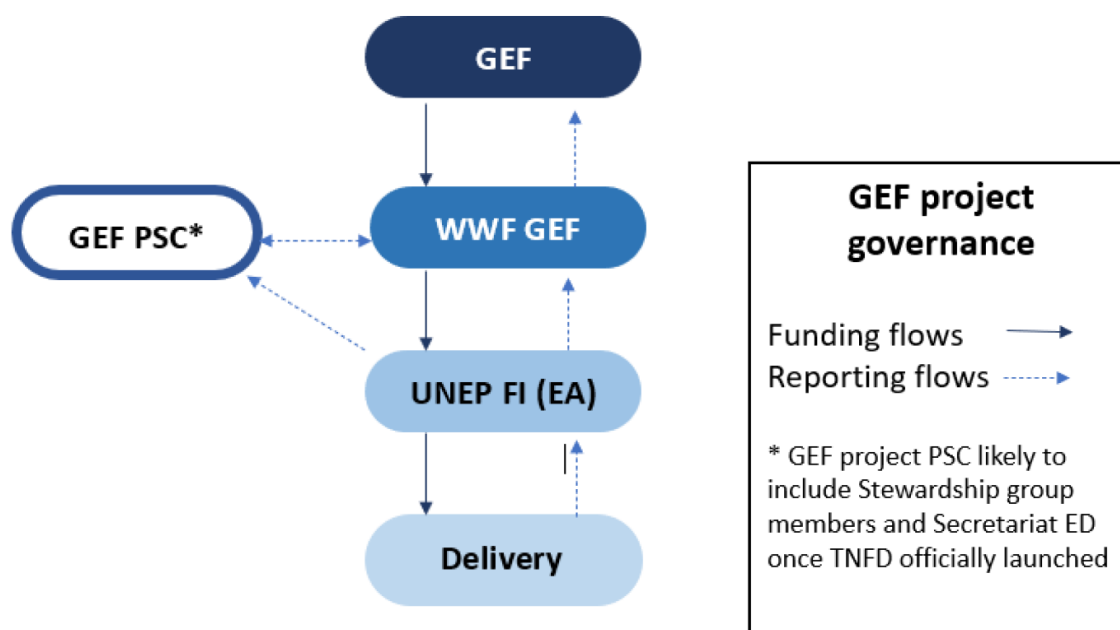 GEF
WWF GEF
GEF PSC*
UNEP FI (EA)
Delivery
GEF project
governance
Funding flows
Reporting flows
* GEF project PSC likely to
include Stewardship group
members and Secretariat ED
once TNFD officially launched